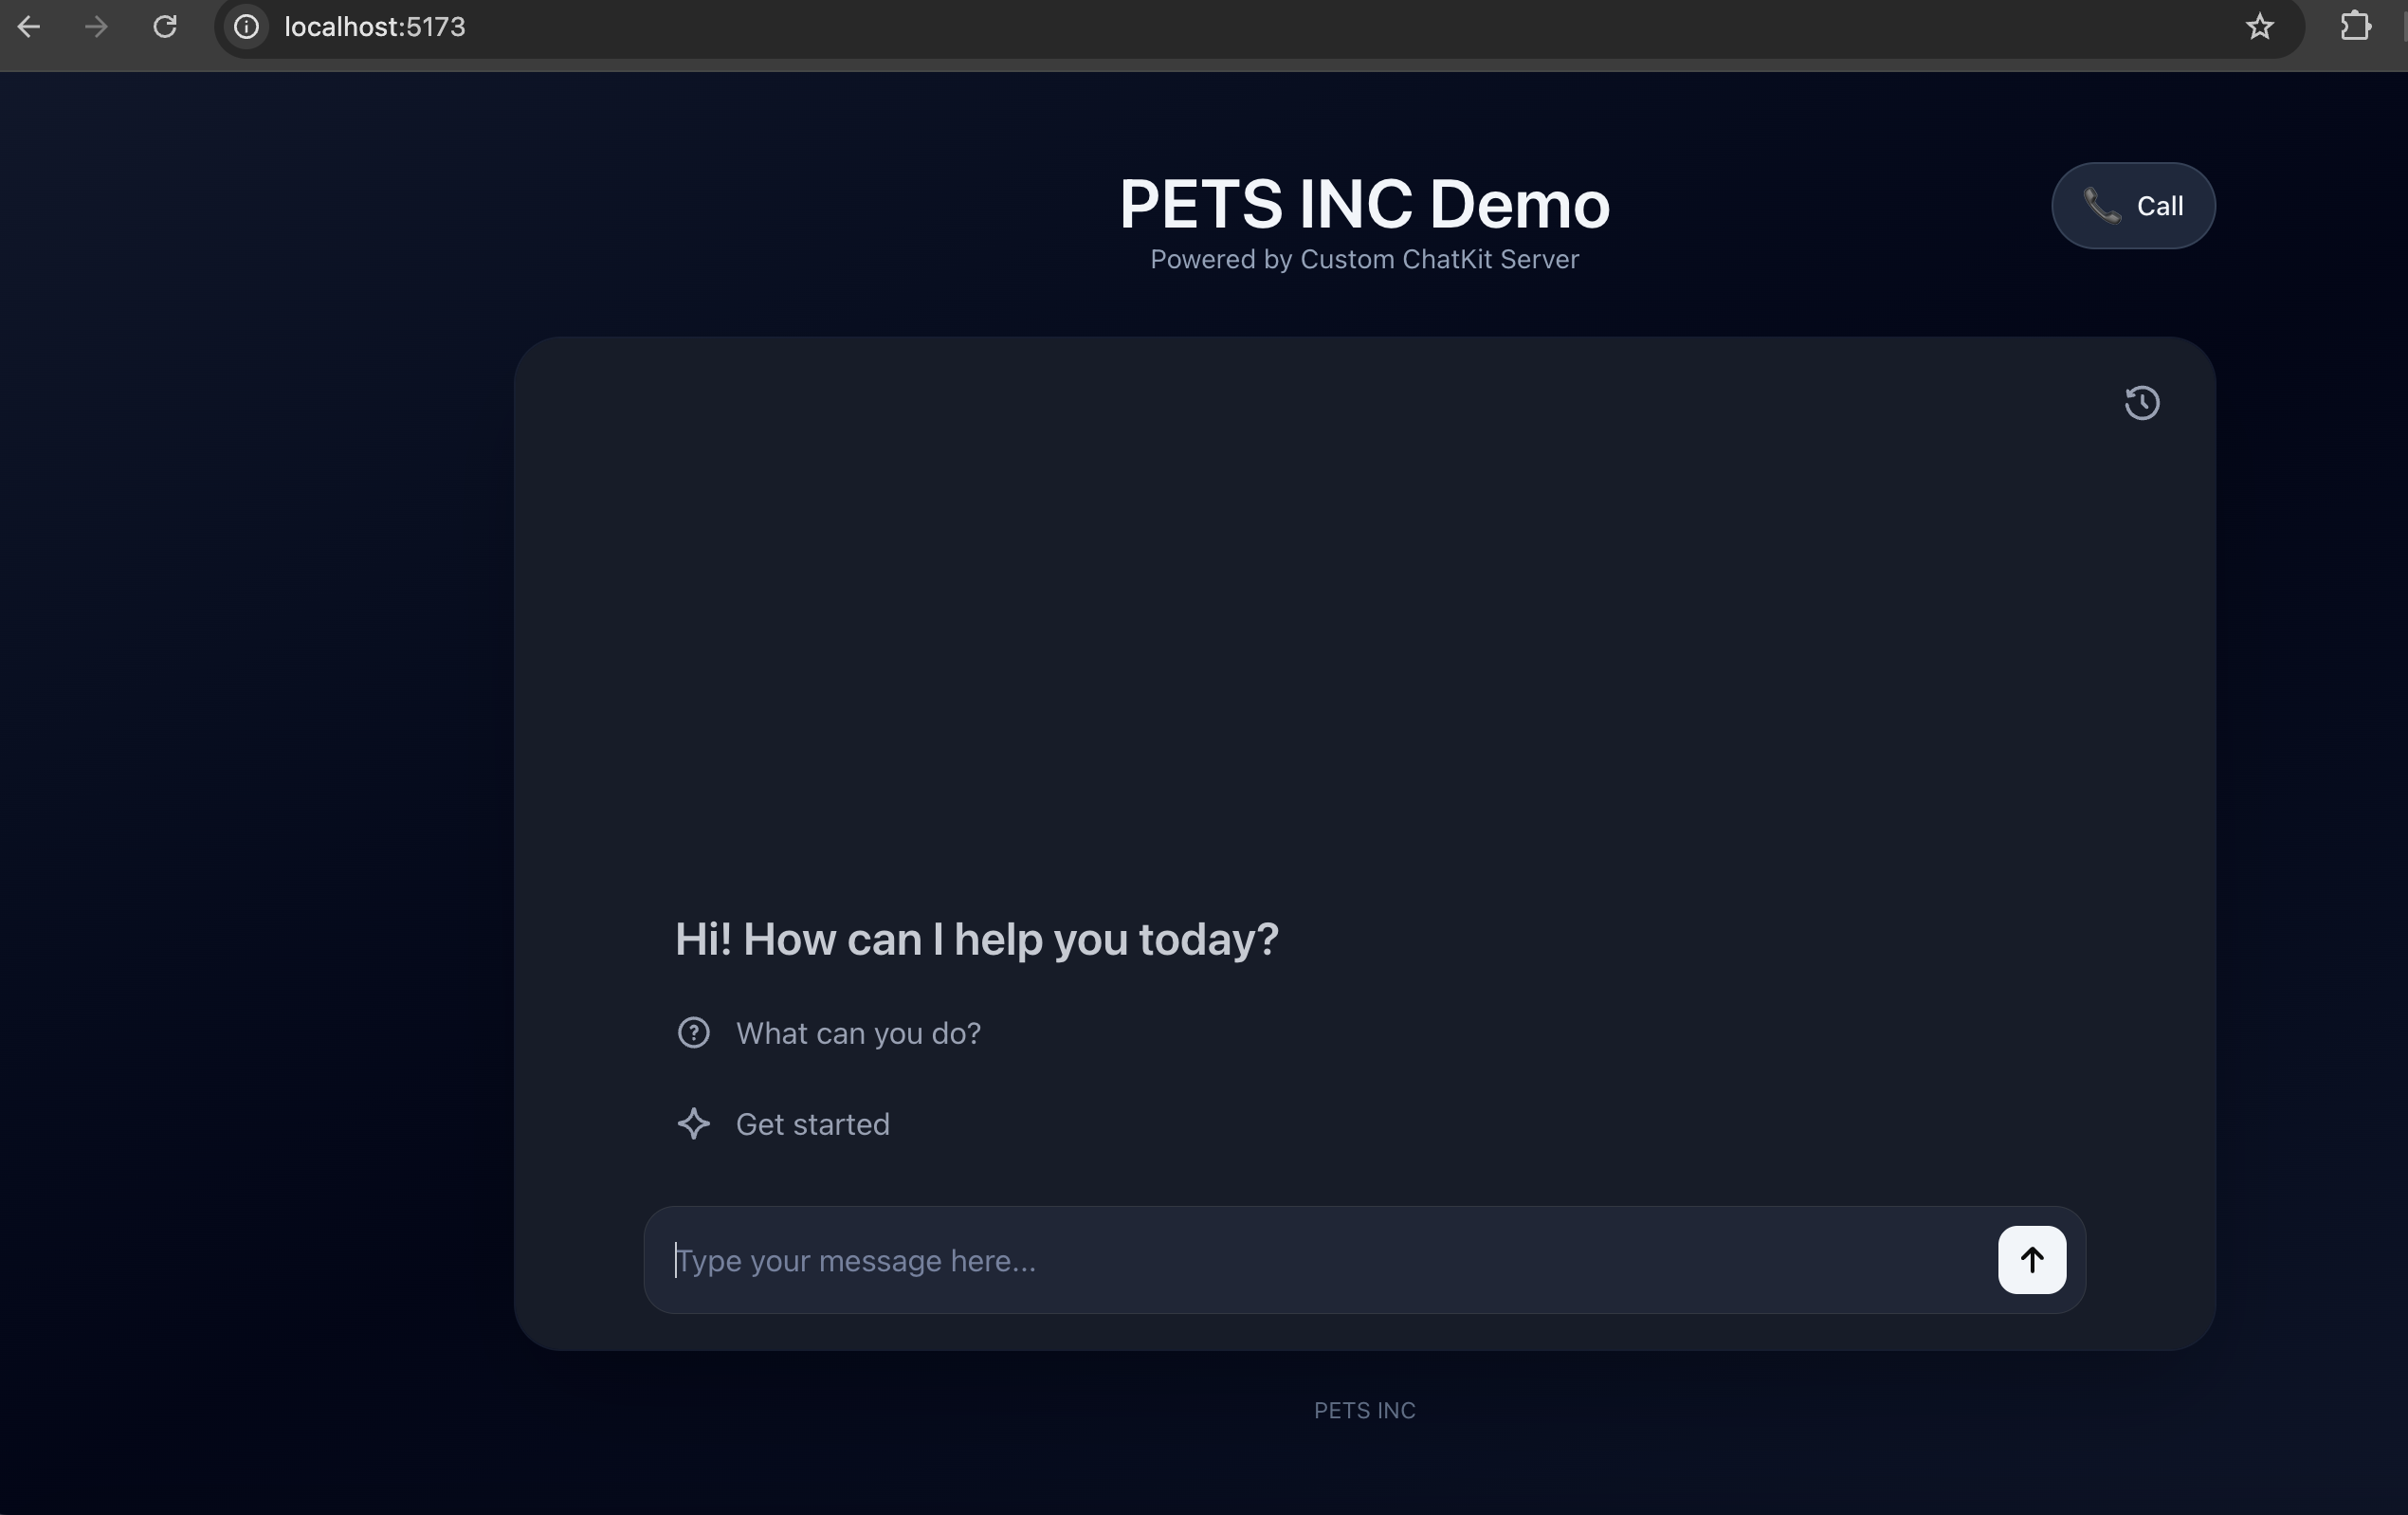 localhost:5173
PETS INC Demo
Powered by Custom ChatKit Server
Call
Hi! How can I help you today?
What can you do?
Get started
Type your message here...
PETS INC